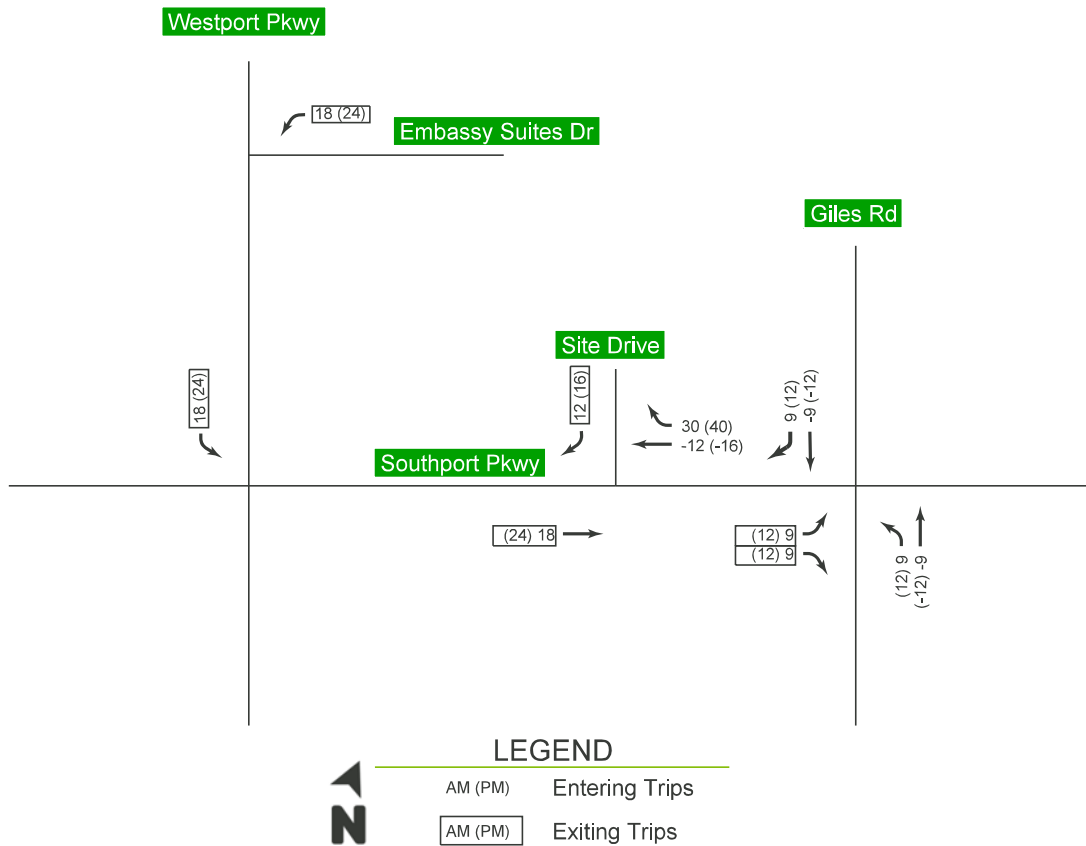 Westport Pkwy
18 (24)
Embassy Suites Dr
Giles Rd
Site Drive
18 (24)
12 (16)
30 (40)
-12 (-16)
9 (12)
-9 (-12)
Southport Pkwy
(24) 18
(12) 9
(12) 9
(12) 9
(-12) -9
LEGEND
AM (PM) Entering Trips
AM (PM) Exiting Trips
N